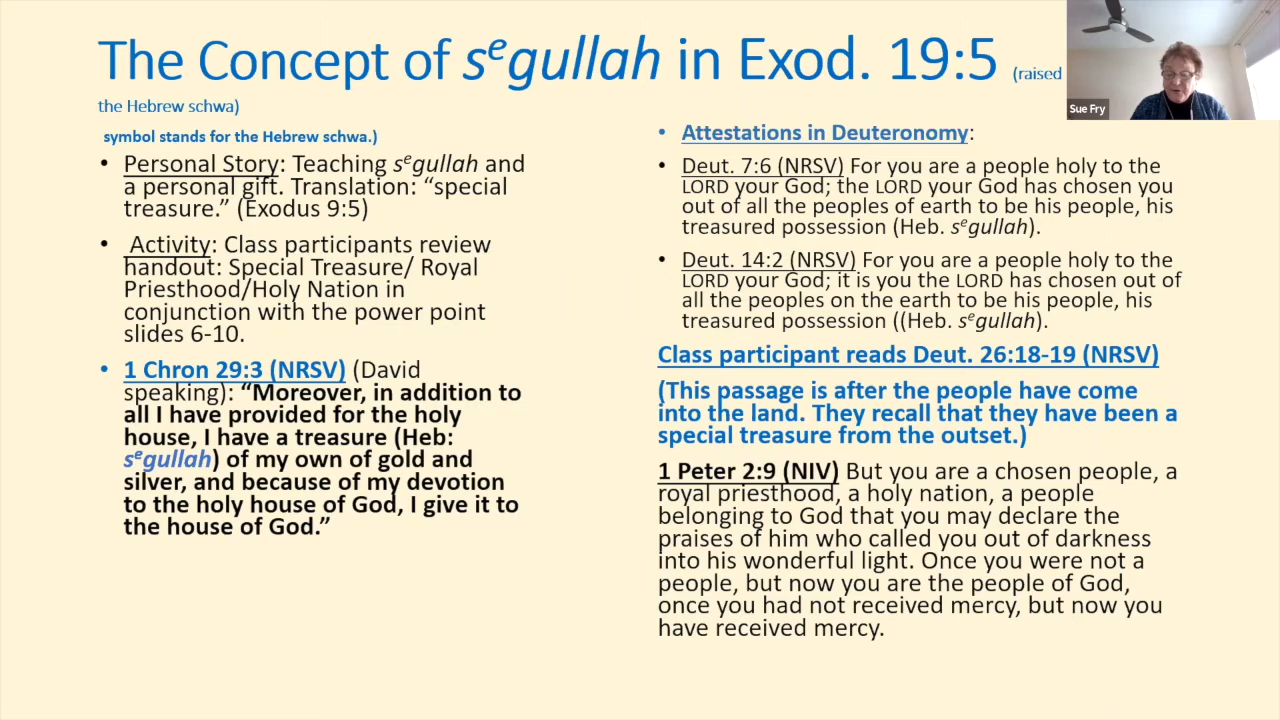 The Concept of sᵉgullah in Exod. 19:5 (raised
the Hebrew schwa)
symbol stands for the Hebrew schwa.)
• Personal Story: Teaching sᵉgullah and
a personal gift. Translation: “special
treasure.” (Exodus 9:5)
• Activity: Class participants review
handout: Special Treasure/ Royal
Priesthood/Holy Nation in
conjunction with the power point
slides 6-10.
• 1 Chron 29:3 (NRSV) (David
speaking): “Moreover, in addition to
all I have provided for the holy
house, I have a treasure (Heb:
sᵉgullah) of my own of gold and
silver, and because of my devotion
to the holy house of God, I give it to
the house of God.”
• Attestations in Deuteronomy:
• Deut. 7:6 (NRSV) For you are a people holy to the
LORD your God; the LORD your God has chosen you
out of all the peoples of earth to be his people, his
treasured possession (Heb. sᵉgullah).
• Deut. 14:2 (NRSV) For you are a people holy to the
LORD your God; it is you the LORD has chosen out of
all the peoples on the earth to be his people, his
treasured possession ((Heb. sᵉgullah).
Class participant reads Deut. 26:18-19 (NRSV)
(This passage is after the people have come
into the land. They recall that they have been a
special treasure from the outset.)
1 Peter 2:9 (NIV) But you are a chosen people, a
royal priesthood, a holy nation, a people
belonging to God that you may declare the
praises of him who called you out of darkness
into his wonderful light. Once you were not a
people, but now you are the people of God,
once you had not received mercy, but now you
have received mercy.
Sue Fry